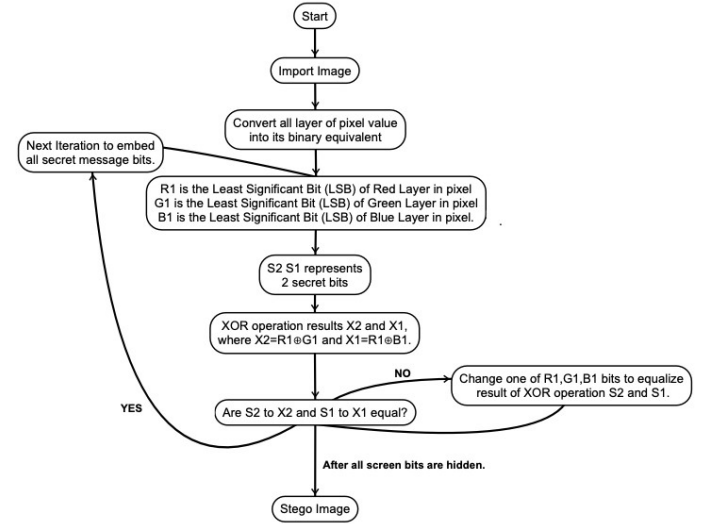 Start
Import Image
Convert all layer of pixel value
into its binary equivalent
Next Iteration to embed
all secret message bits.
R1 is the Least Significant Bit (LSB) of Red Layer in pixel
G1 is the Least Significant Bit (LSB) of Green Layer in pixel
B1 is the Least Significant Bit (LSB) of Blue Layer in pixel.
S2 S1 represents
2 secret bits
XOR operation results X2 and X1,
where X2=R1⊕G1 and X1=R1⊕B1.
NO
Change one of R1,G1,B1 bits to equalize
result of XOR operation S2 and S1.
YES
Are S2 to X2 and S1 to X1 equal?
After all screen bits are hidden.
Stego Image